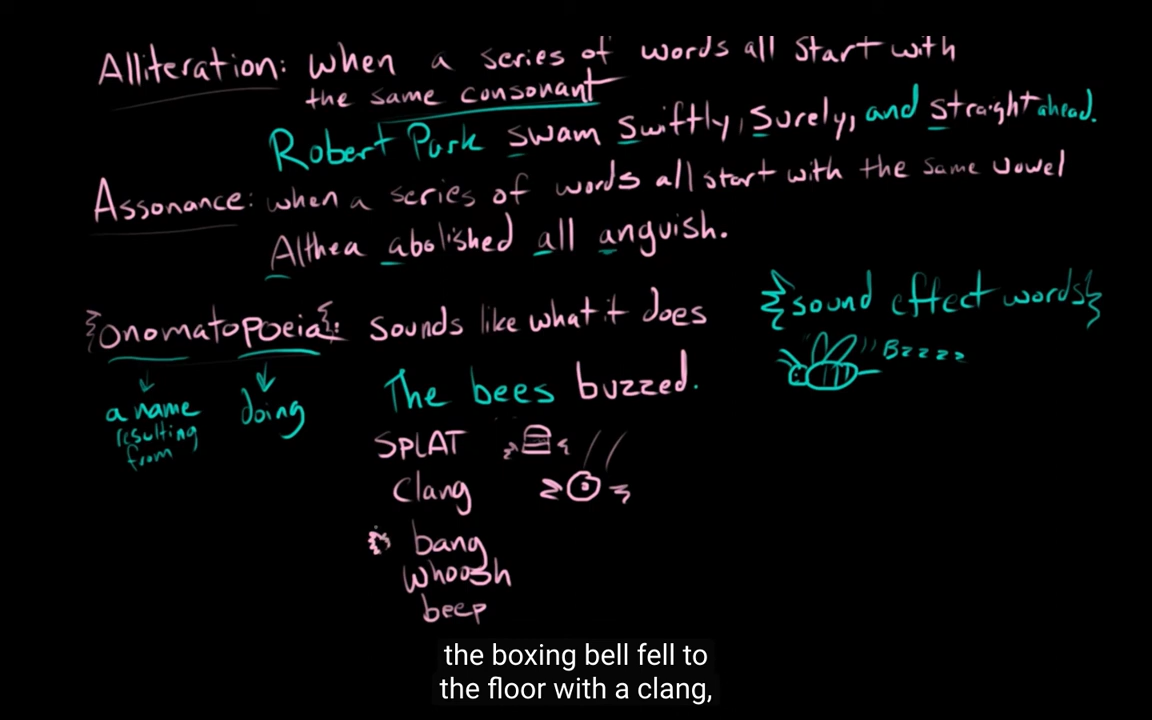 Alliteration: when a series of words all start with
the same consonant
Robert Park swam swiftly, surely, and straight ahead.
Assonance: when a series of words all start with the same vowel
Althea abolished all anguish.
onomatopoeia: sounds like what it does
sound effect words
Bzzzz
a name
resulting
from
doing
The bees buzzed.
SPLAT
Clang
bang
whoosh
beep
the boxing bell fell to
the floor with a clang,